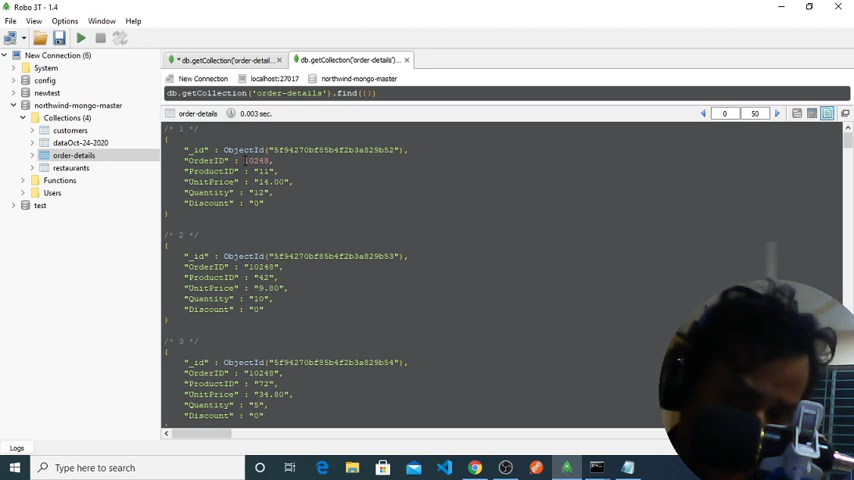 Robo 3T - 1.4
File View Options Window Help
New Connection (6)
System
config
newtest
northwind-mongo-master
Collections (4)
customers
dataOct-24-2020
order-details
restaurants
Functions
Users
test
* db.getCollection('order-detail...
db.getCollection('order-details')...
New Connection localhost:27017 northwind-mongo-master
db.getCollection('order-details').find({})
order-details 0.003 sec. 0 50
/* 1 */
{
"_id" : ObjectId("5f94270bf85b4f2b3a829b52"),
"OrderID" : 10248,
"ProductID" : "11",
"UnitPrice" : "14.00",
"Quantity" : "12",
"Discount" : "0"
}
/* 2 */
{
"_id" : ObjectId("5f94270bf85b4f2b3a829b53"),
"OrderID" : "10248",
"ProductID" : "42",
"UnitPrice" : "9.80",
"Quantity" : "10",
"Discount" : "0"
}
/* 3 */
{
"_id" : ObjectId("5f94270bf85b4f2b3a829b54"),
"OrderID" : "10248",
"ProductID" : "72",
"UnitPrice" : "34.80",
"Quantity" : "5",
"Discount" : "0"
Logs
Type here to search